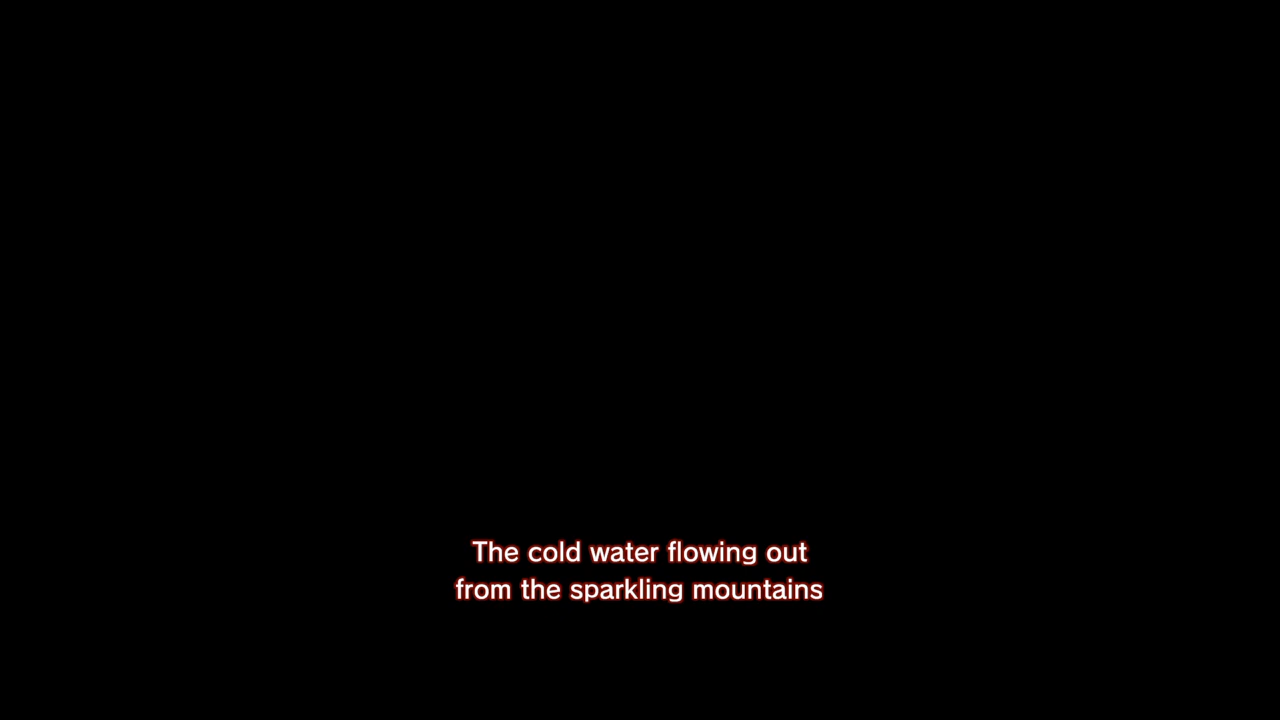 The cold water flowing out
from the sparkling mountains